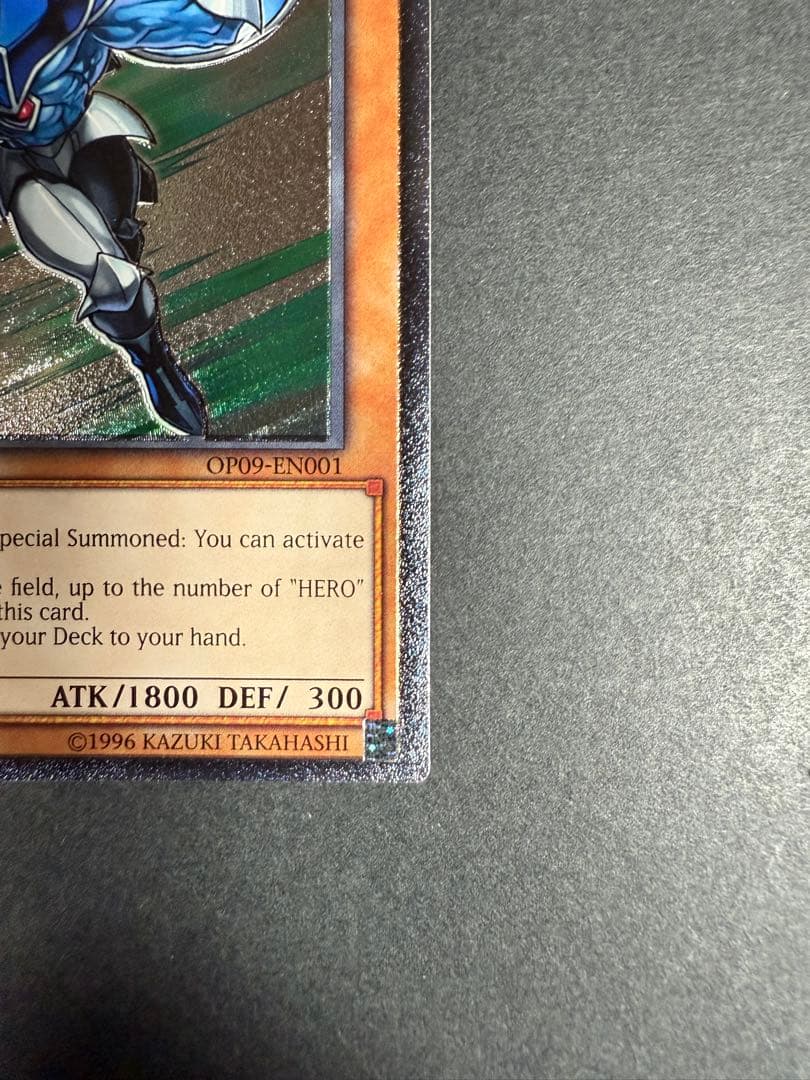 OP09-EN001
pecial Summoned: You can activate
e field, up to the number of "HERO"
this card.
your Deck to your hand.
ATK/1800 DEF/ 300
©1996 KAZUKI TAKAHASHI